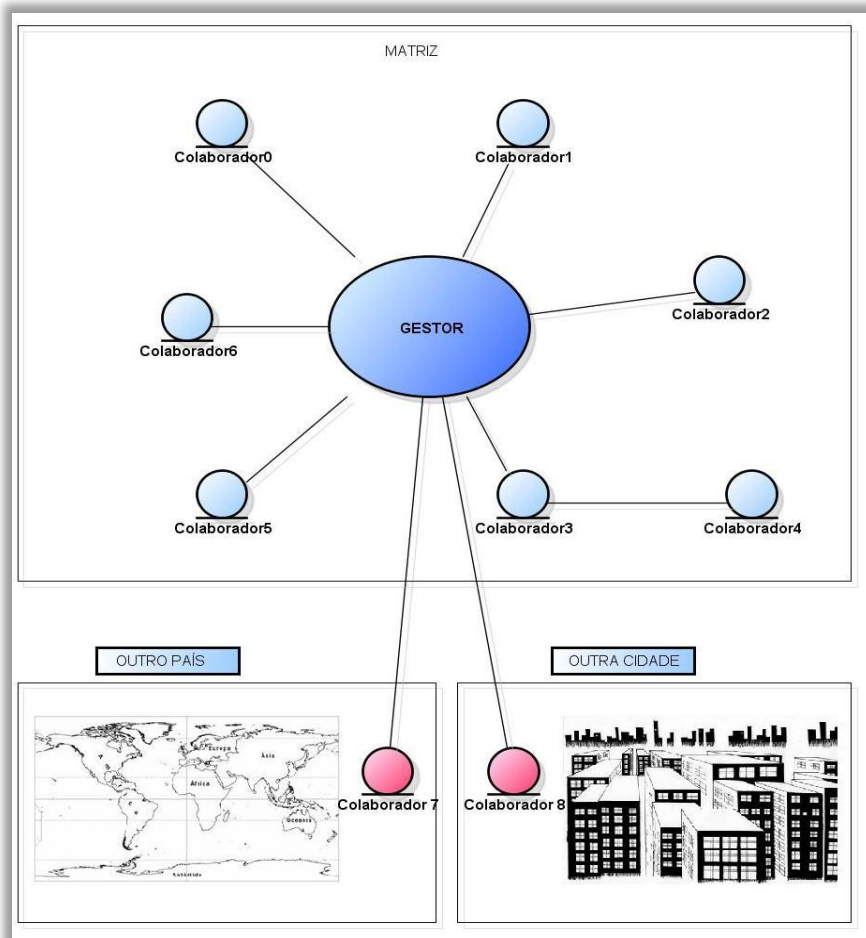 MATRIZ
Colaborador0
Colaborador1
Colaborador2
GESTOR
Colaborador6
Colaborador5
Colaborador3
Colaborador4
OUTRO PAÍS
OUTRA CIDADE
Europa
Ásia
África
Oceania
Antártida
Colaborador 7
Colaborador 8